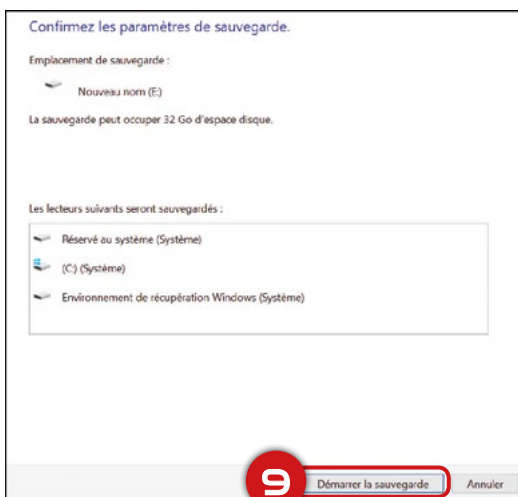 Confirmez les paramètres de sauvegarde.
Emplacement de sauvegarde :
Nouveau nom (E:)
La sauvegarde peut occuper 32 Go d'espace disque.
Les lecteurs suivants seront sauvegardés :
Réservé au système (Système)
(C:) (Système)
Environnement de récupération Windows (Système)
9 Démarrer la sauvegarde Annuler